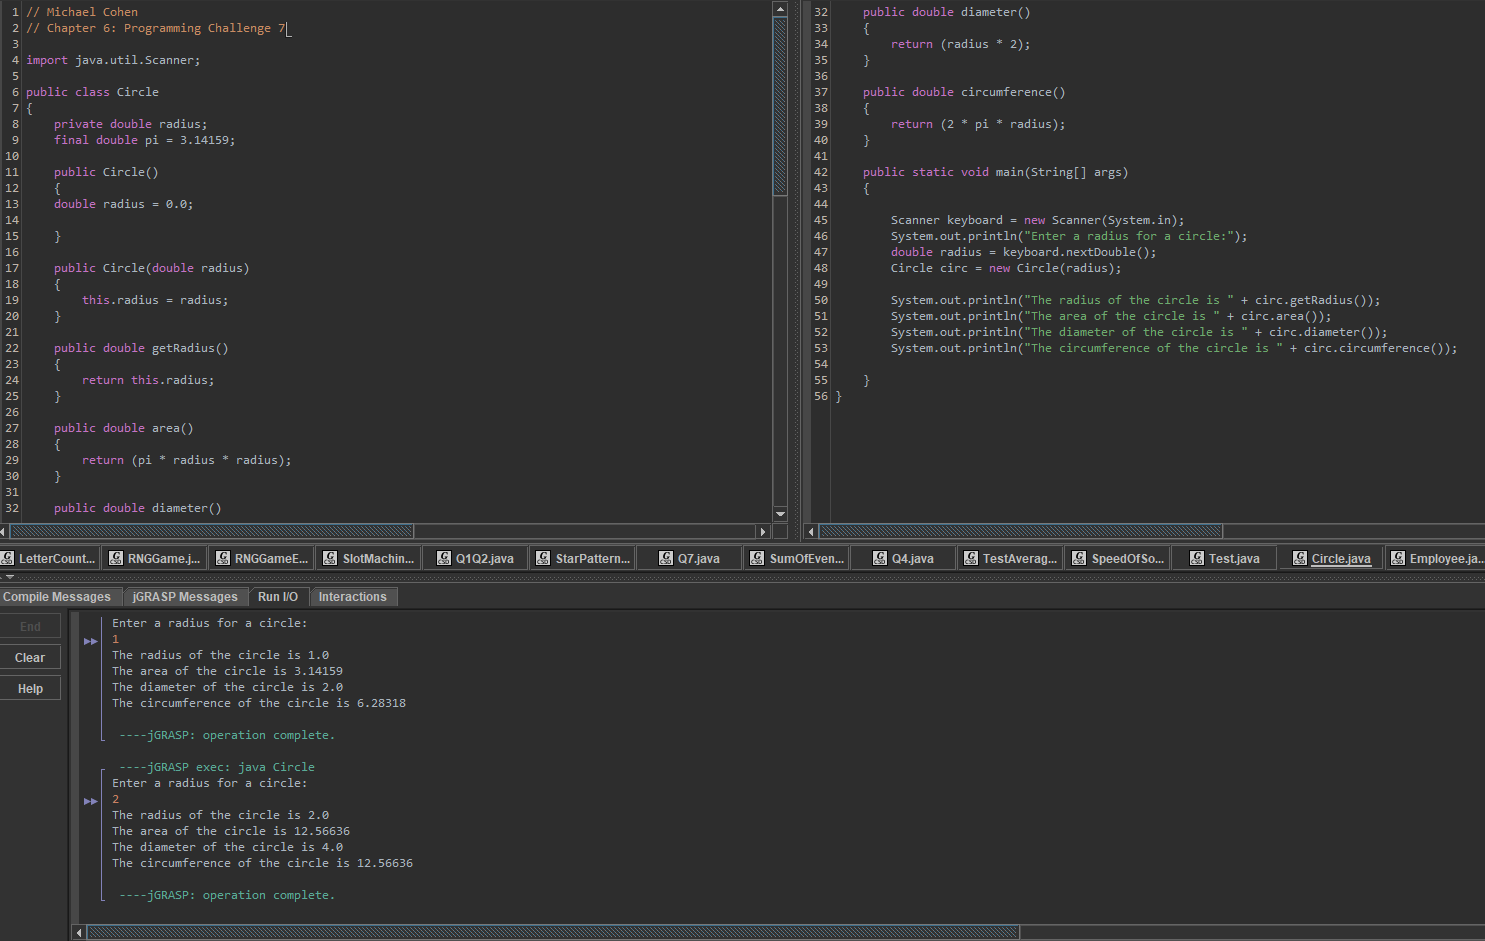 1 // Michael Cohen
2 // Chapter 6: Programming Challenge 7
3
4 import java.util.Scanner;
5
6 public class Circle
7 {
8     private double radius;
9     final double pi = 3.14159;
10
11     public Circle()
12     {
13     double radius = 0.0;
14
15     }
16
17     public Circle(double radius)
18     {
19         this.radius = radius;
20     }
21
22     public double getRadius()
23     {
24         return this.radius;
25     }
26
27     public double area()
28     {
29         return (pi * radius * radius);
30     }
31
32     public double diameter()
32     public double diameter()
33     {
34         return (radius * 2);
35     }
36
37     public double circumference()
38     {
39         return (2 * pi * radius);
40     }
41
42     public static void main(String[] args)
43     {
44
45         Scanner keyboard = new Scanner(System.in);
46         System.out.println("Enter a radius for a circle:");
47         double radius = keyboard.nextDouble();
48         Circle circ = new Circle(radius);
49
50         System.out.println("The radius of the circle is " + circ.getRadius());
51         System.out.println("The area of the circle is " + circ.area());
52         System.out.println("The diameter of the circle is " + circ.diameter());
53         System.out.println("The circumference of the circle is " + circ.circumference());
54
55     }
56 }
LetterCount... RNGGame.j... RNGGameE... SlotMachin... Q1Q2.java StarPattern... Q7.java SumOfEven... Q4.java TestAverag... SpeedOfSo... Test.java Circle.java Employee.ja...
Compile Messages jGRASP Messages Run I/O Interactions
End
Clear
Help
Enter a radius for a circle:
1
The radius of the circle is 1.0
The area of the circle is 3.14159
The diameter of the circle is 2.0
The circumference of the circle is 6.28318
----jGRASP: operation complete.
----jGRASP exec: java Circle
Enter a radius for a circle:
2
The radius of the circle is 2.0
The area of the circle is 12.56636
The diameter of the circle is 4.0
The circumference of the circle is 12.56636
----jGRASP: operation complete.